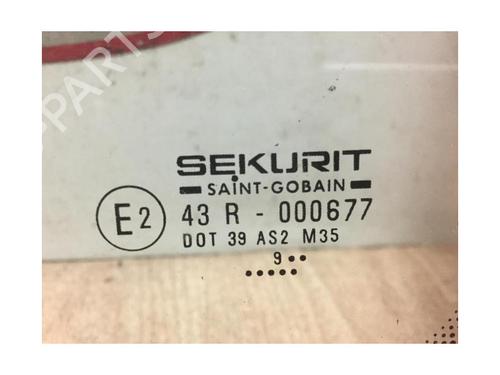 SEKURIT
SAINT-GOBAIN
E2 43 R - 000677
DOT 39 AS2 M35
9